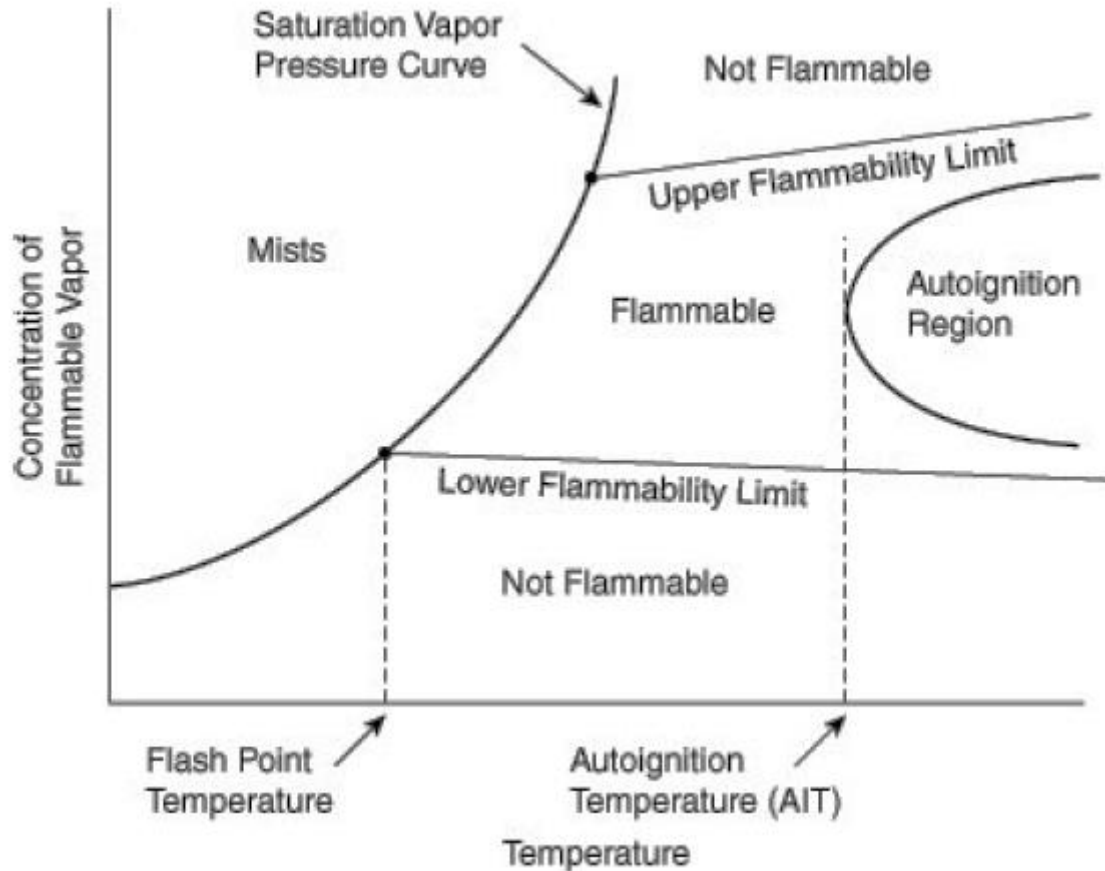 Saturation Vapor
Pressure Curve
Not Flammable
Upper Flammability Limit
Mists
Concentration of
Flammable Vapor
Flammable
Autoignition
Region
Lower Flammability Limit
Not Flammable
Flash Point
Temperature
Autoignition
Temperature (AIT)
Temperature